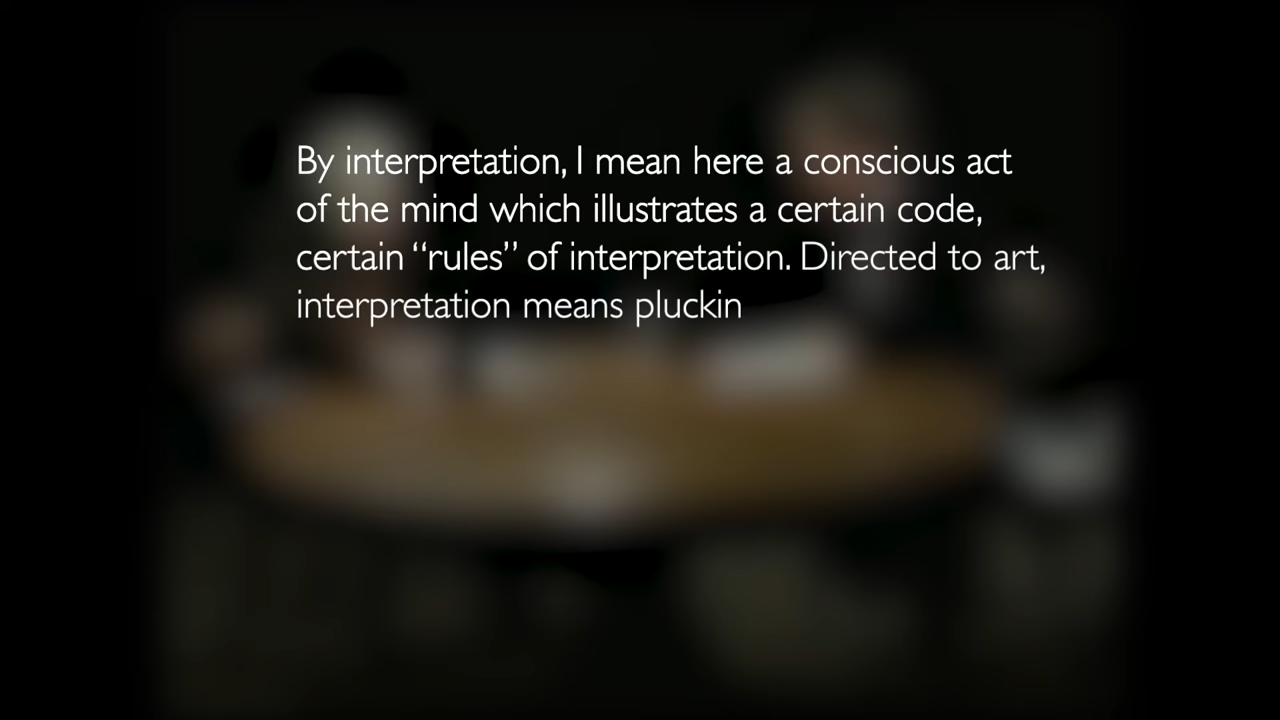 By interpretation, I mean here a conscious act
of the mind which illustrates a certain code,
certain “rules” of interpretation. Directed to art,
interpretation means pluckin